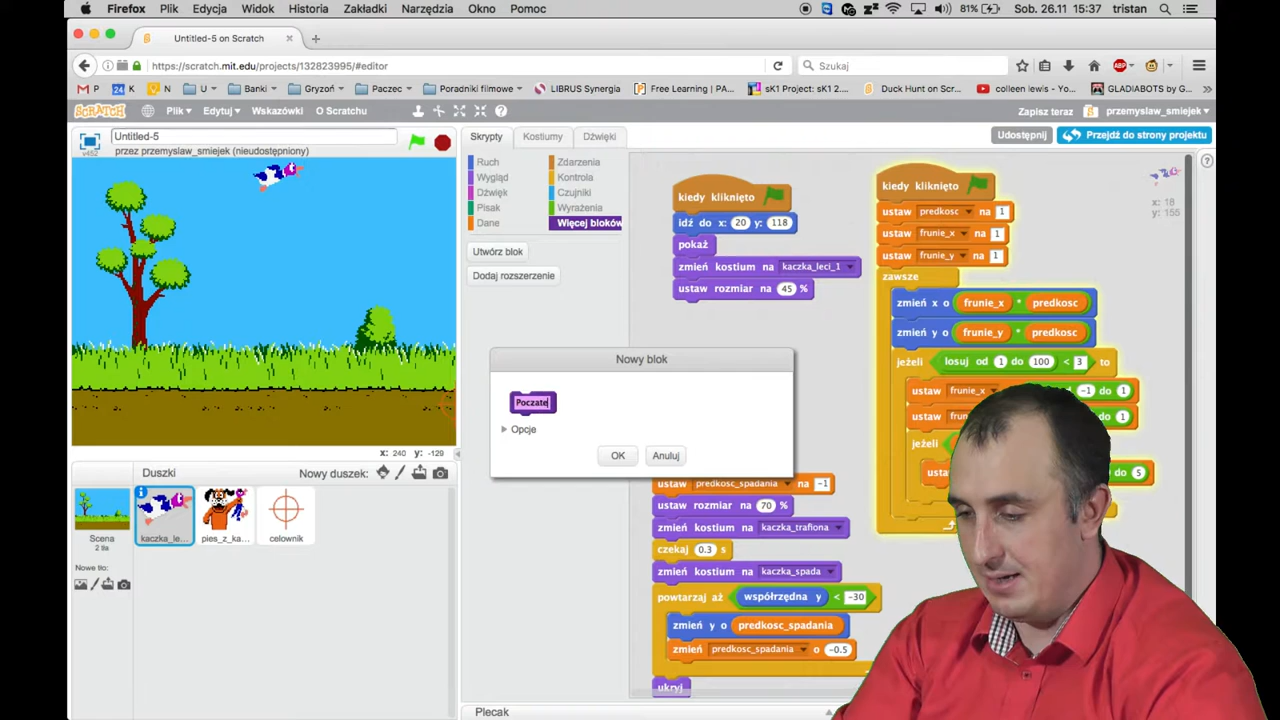 Firefox Plik Edycja Widok Historia Zakładki Narzędzia Okno Pomoc 81% Sob. 26.11 15:37 tristan
Untitled-5 on Scratch
https://scratch.mit.edu/projects/132823995/#editor Szukaj
P K N U Banki Gryzoń Paczec Poradniki filmowe LIBRUS Synergia Free Learning | PA... sK1 Project: sK1 2... Duck Hunt on Scr... colleen lewis - You... GLADIABOTS by G...
SCRATCH Plik Edytuj Wskazówki O Scratchu Zapisz teraz przemyslaw_smiejek
Untitled-5
przez przemyslaw_smiejek (nieudostępniony)
v452
Skrypty Kostiumy Dźwięki
Udostępnij Przejdź do strony projektu
Ruch Zdarzenia
Wygląd Kontrola
Dźwięk Czujniki
Pisak Wyrażenia
Dane Więcej bloków
Utwórz blok
Dodaj rozszerzenie
kiedy kliknięto
idź do x: 20 y: 118
pokaż
zmień kostium na kaczka_leci_1
ustaw rozmiar na 45 %
kiedy kliknięto
ustaw predkosc na 1
ustaw frunie_x na 1
ustaw frunie_y na 1
zawsze
zmień x o frunie_x * predkosc
zmień y o frunie_y * predkosc
jeżeli losuj od 1 do 100 < 3 to
ustaw frunie_x -1 do 1
ustaw frun do 1
jeżeli
ustaw do 5
x: 18
y: 155
Nowy blok
Poczate
Opcje
OK Anuluj
ustaw predkosc_spadania na -1
ustaw rozmiar na 70 %
zmień kostium na kaczka_trafiona
czekaj 0.3 s
zmień kostium na kaczka_spada
powtarzaj aż współrzędna y < -30
zmień y o predkosc_spadania
zmień predkosc_spadania o -0.5
ukryj
x: 240 y: -129
Duszki Nowy duszek:
Scena
2 tła
kaczka_le... pies_z_ka... celownik
Nowe tło:
Plecak